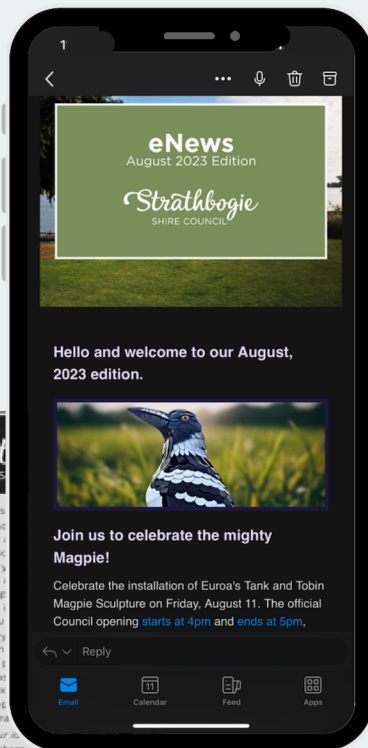 1
eNews
August 2023 Edition
Strathbogie
SHIRE COUNCIL
Hello and welcome to our August,
2023 edition.
Join us to celebrate the mighty
Magpie!
Celebrate the installation of Euroa's Tank and Tobin
Magpie Sculpture on Friday, August 11. The official
Council opening starts at 4pm and ends at 5pm,
Reply
11
Email
Calendar
Feed
Apps